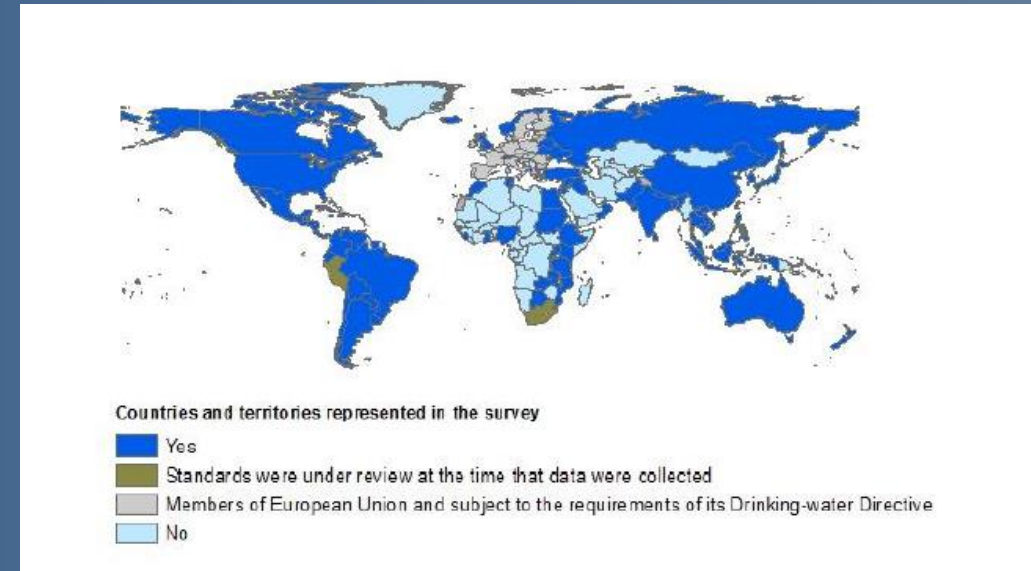 Countries and territories represented in the survey
Yes
Standards were under review at the time that data were collected
Members of European Union and subject to the requirements of its Drinking-water Directive
No